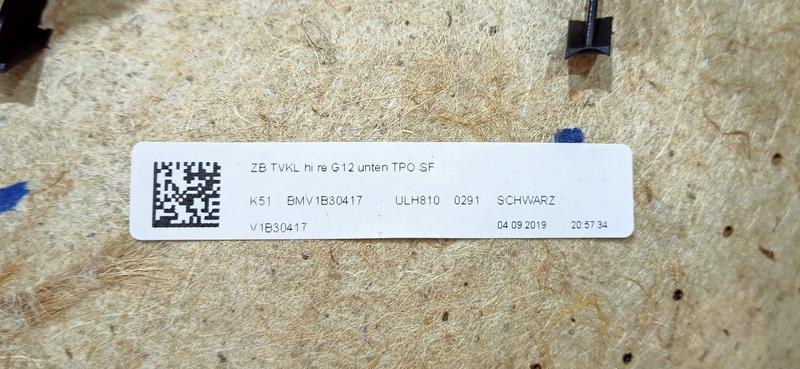 ZB TVKL hi re G12 unten TPO SF
K51 BMV1B30417 ULH810 0291 SCHWARZ
V1B30417 04 09 2019 20 57 34